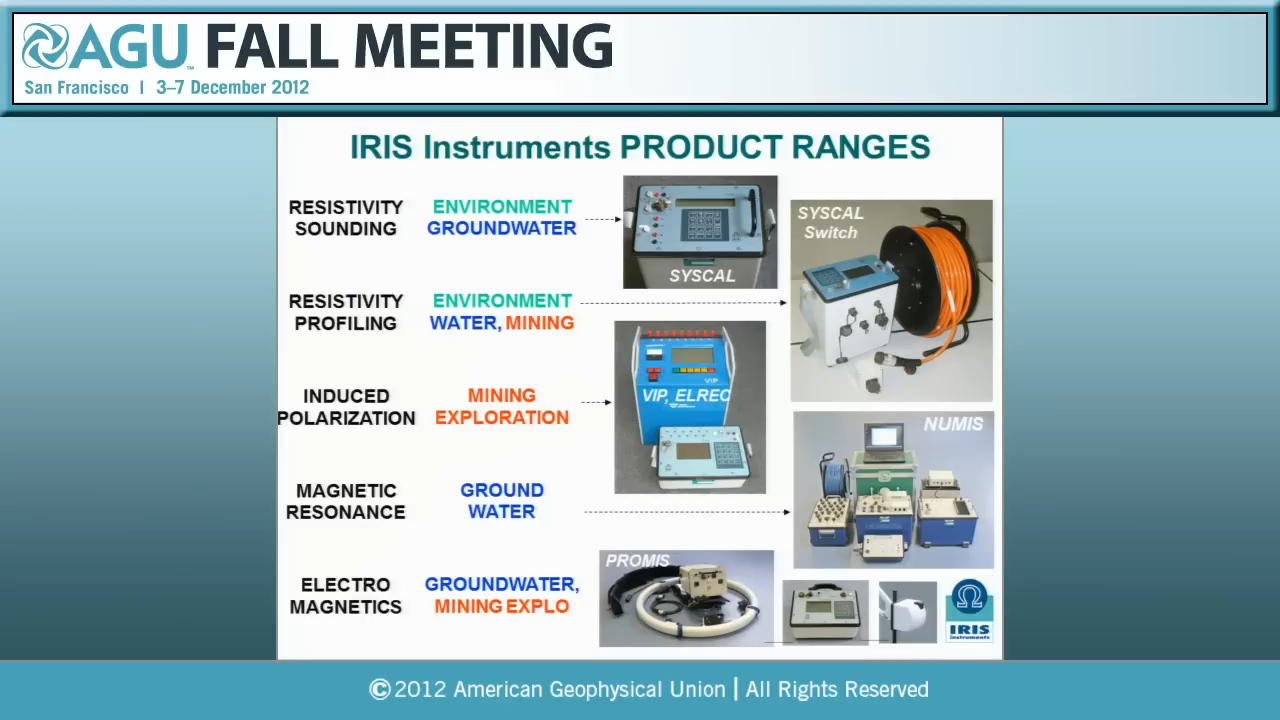 AGU™ FALL MEETING
San Francisco | 3–7 December 2012
IRIS Instruments PRODUCT RANGES
RESISTIVITY
SOUNDING
ENVIRONMENT
GROUNDWATER
SYSCAL
SYSCAL
Switch
RESISTIVITY
PROFILING
ENVIRONMENT
WATER, MINING
INDUCED
POLARIZATION
MINING
EXPLORATION
VIP
VIP, ELREC
NUMIS
MAGNETIC
RESONANCE
GROUND
WATER
ELECTRO
MAGNETICS
GROUNDWATER,
MINING EXPLO
PROMIS
Ω
IRIS
Instruments
©2012 American Geophysical Union | All Rights Reserved